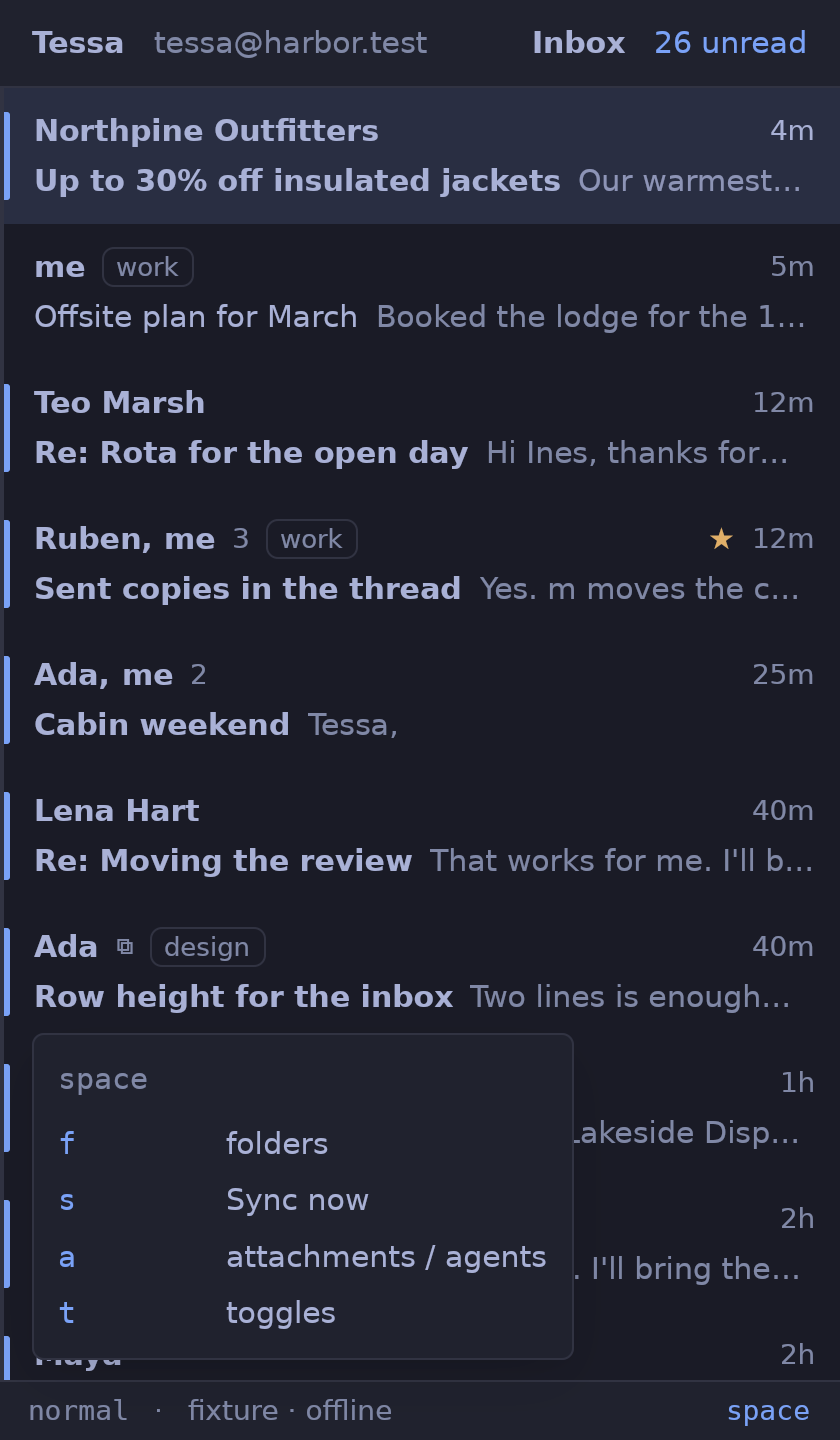 Tessa tessa@harbor.test Inbox 26 unread
Northpine Outfitters 4m
Up to 30% off insulated jackets Our warmest…
me work 5m
Offsite plan for March Booked the lodge for the 1…
Teo Marsh 12m
Re: Rota for the open day Hi Ines, thanks for…
Ruben, me 3 work ★ 12m
Sent copies in the thread Yes. m moves the c…
Ada, me 2 25m
Cabin weekend Tessa,
Lena Hart 40m
Re: Moving the review That works for me. I'll b…
Ada design 40m
Row height for the inbox Two lines is enough…
space
1h
f folders
Lakeside Disp…
s Sync now
2h
a attachments / agents
. I'll bring the…
t toggles
Maya 2h
normal · fixture · offline space